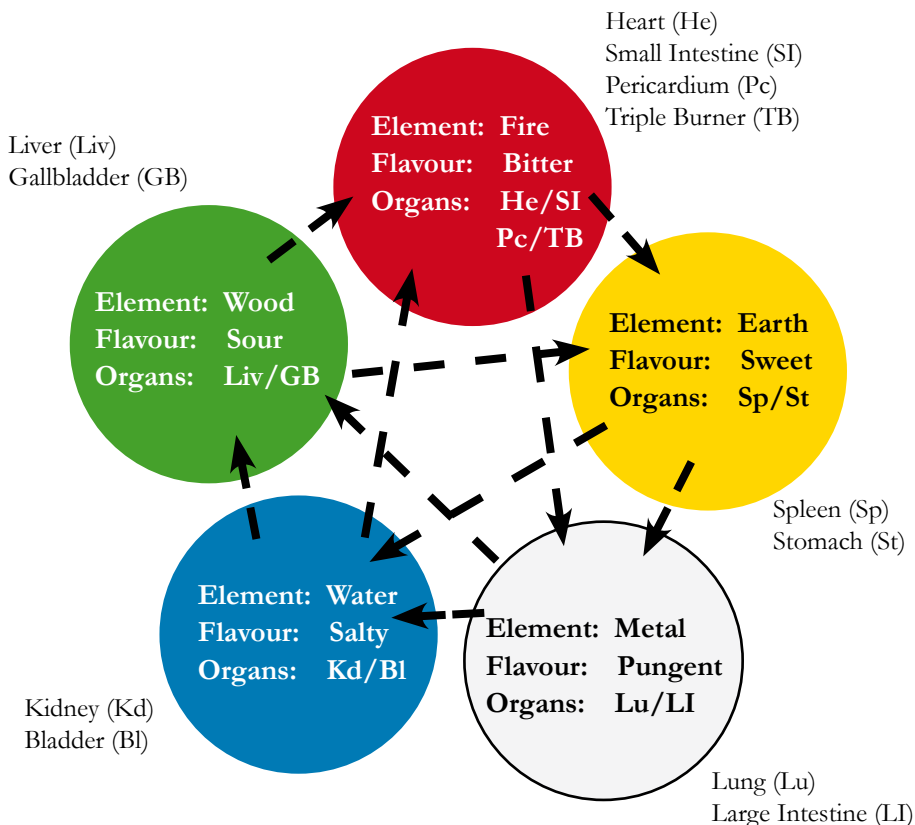 Heart (He)
Small Intestine (SI)
Pericardium (Pc)
Triple Burner (TB)
Liver (Liv)
Gallbladder (GB)
Element: Fire
Flavour: Bitter
Organs: He/SI
Pc/TB
Element: Wood
Flavour: Sour
Organs: Liv/GB
Element: Earth
Flavour: Sweet
Organs: Sp/St
Spleen (Sp)
Stomach (St)
Element: Water
Flavour: Salty
Organs: Kd/Bl
Element: Metal
Flavour: Pungent
Organs: Lu/LI
Kidney (Kd)
Bladder (Bl)
Lung (Lu)
Large Intestine (LI)